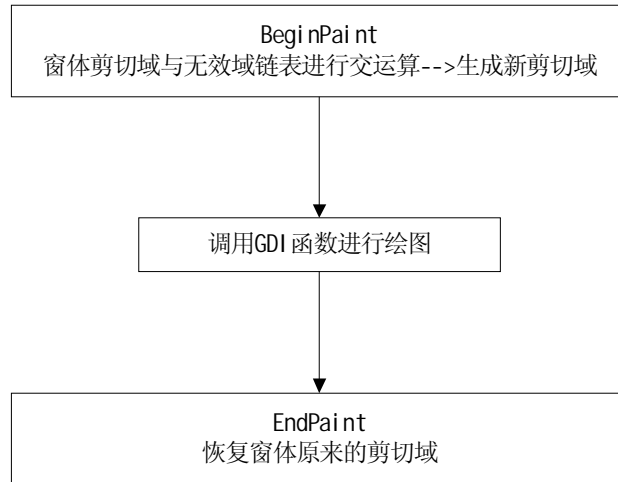 BeginPaint
窗体剪切域与无效域链表进行交运算-->生成新剪切域
调用GDI函数进行绘图
EndPaint
恢复窗体原来的剪切域